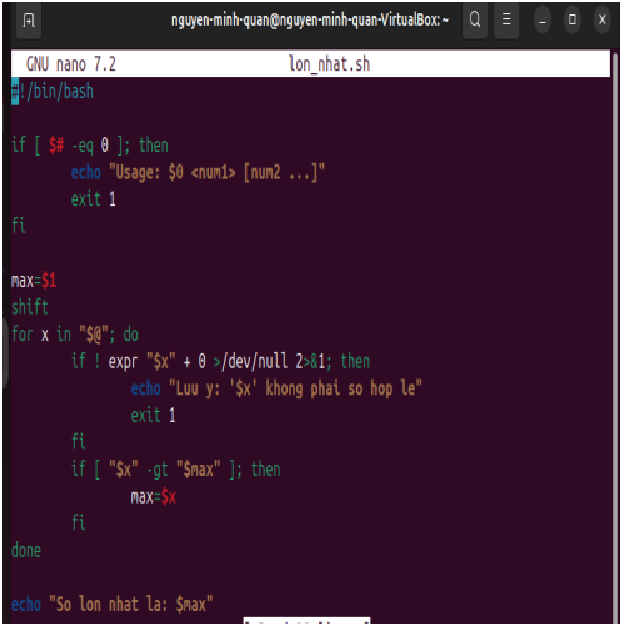 nguyen-minh-quan@nguyen-minh-quan-VirtualBox: ~
GNU nano 7.2 lon_nhat.sh
#!/bin/bash
if [ $# -eq 0 ]; then
echo "Usage: $0 <num1> [num2 ...]"
exit 1
fi
max=$1
shift
for x in "$@"; do
if ! expr "$x" + 0 >/dev/null 2>&1; then
echo "Luu y: '$x' khong phai so hop le"
exit 1
fi
if [ "$x" -gt "$max" ]; then
max=$x
fi
done
echo "So lon nhat la: $max"